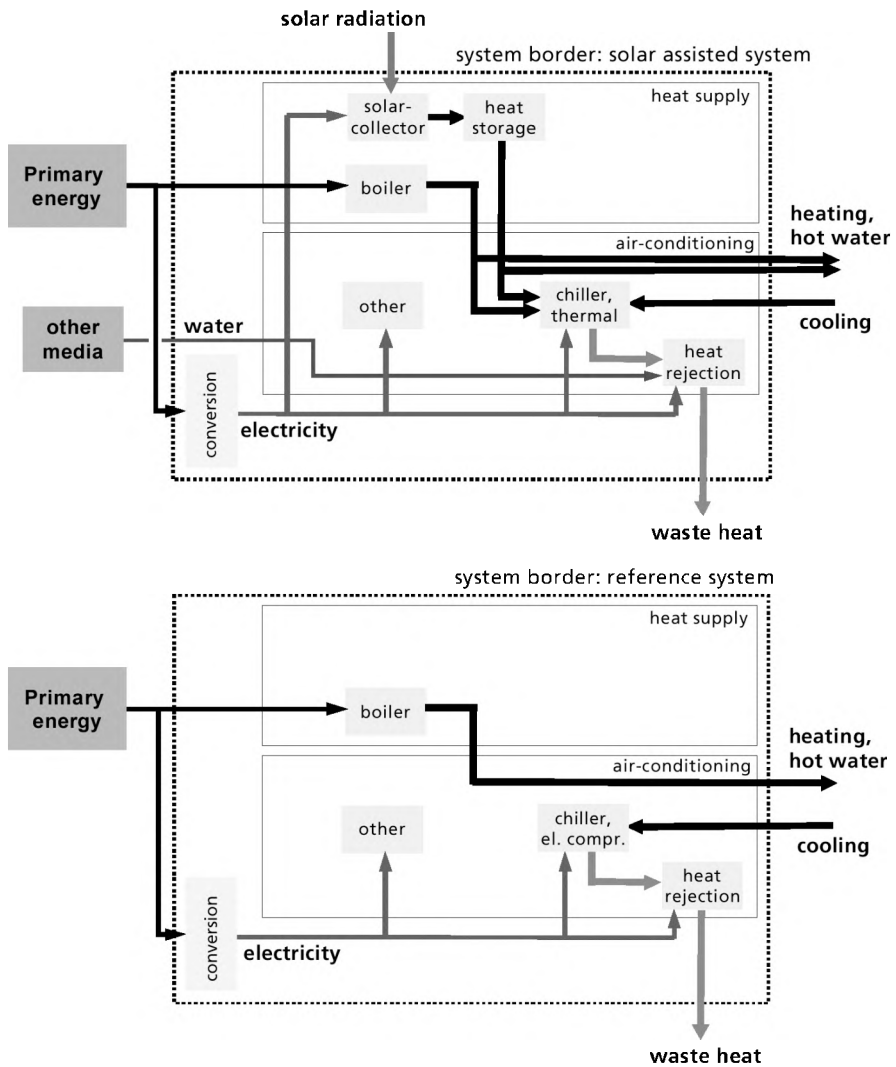 solar radiation
system border: solar assisted system
heat supply
solar-
collector
heat
storage
Primary
energy
boiler
heating,
hot water
air-conditioning
other
media
water
other
chiller,
thermal
cooling
heat
rejection
conversion
electricity
waste heat
system border: reference system
heat supply
Primary
energy
boiler
heating,
hot water
air-conditioning
other
chiller,
el. compr.
cooling
heat
rejection
conversion
electricity
waste heat